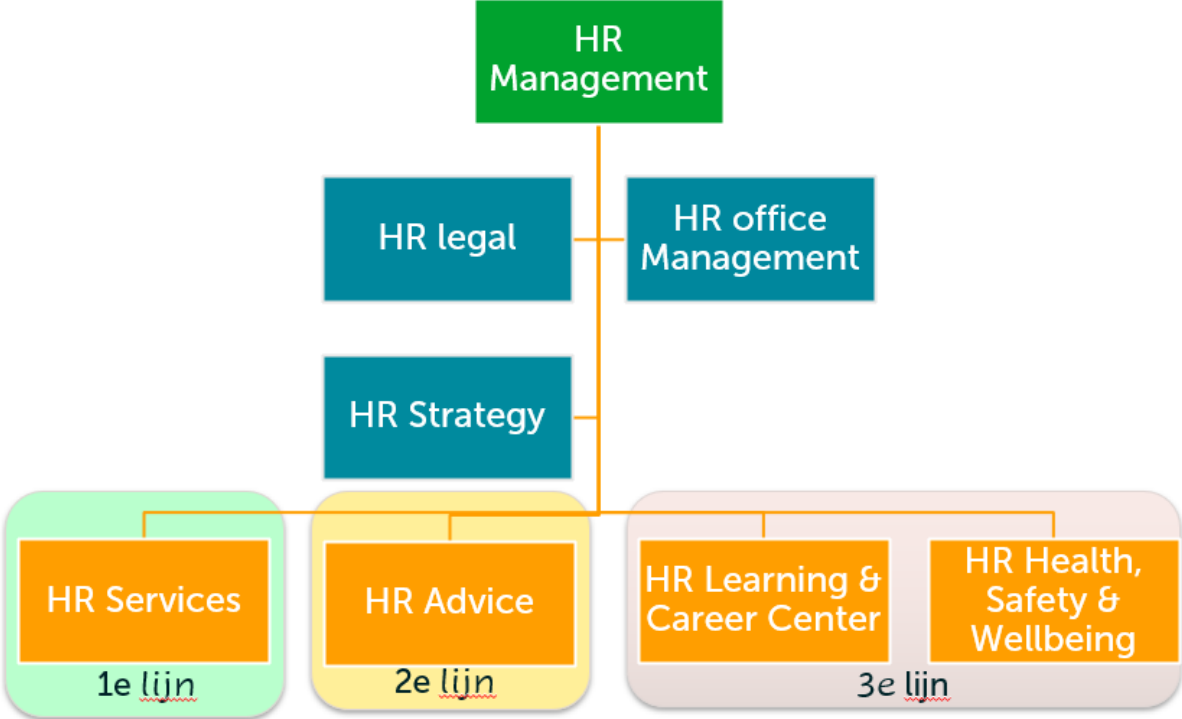 HR
Management
HR legal
HR office
Management
HR Strategy
HR Services
HR Advice
HR Learning &
Career Center
HR Health,
Safety &
Wellbeing
1e lijn
2e lijn
3e lijn